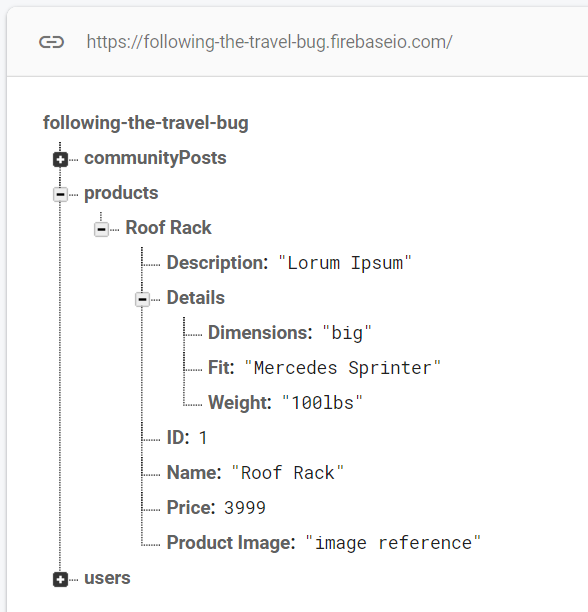 https://following-the-travel-bug.firebaseio.com/
following-the-travel-bug
communityPosts
products
Roof Rack
Description: "Lorum Ipsum"
Details
Dimensions: "big"
Fit: "Mercedes Sprinter"
Weight: "100lbs"
ID: 1
Name: "Roof Rack"
Price: 3999
Product Image: "image reference"
users